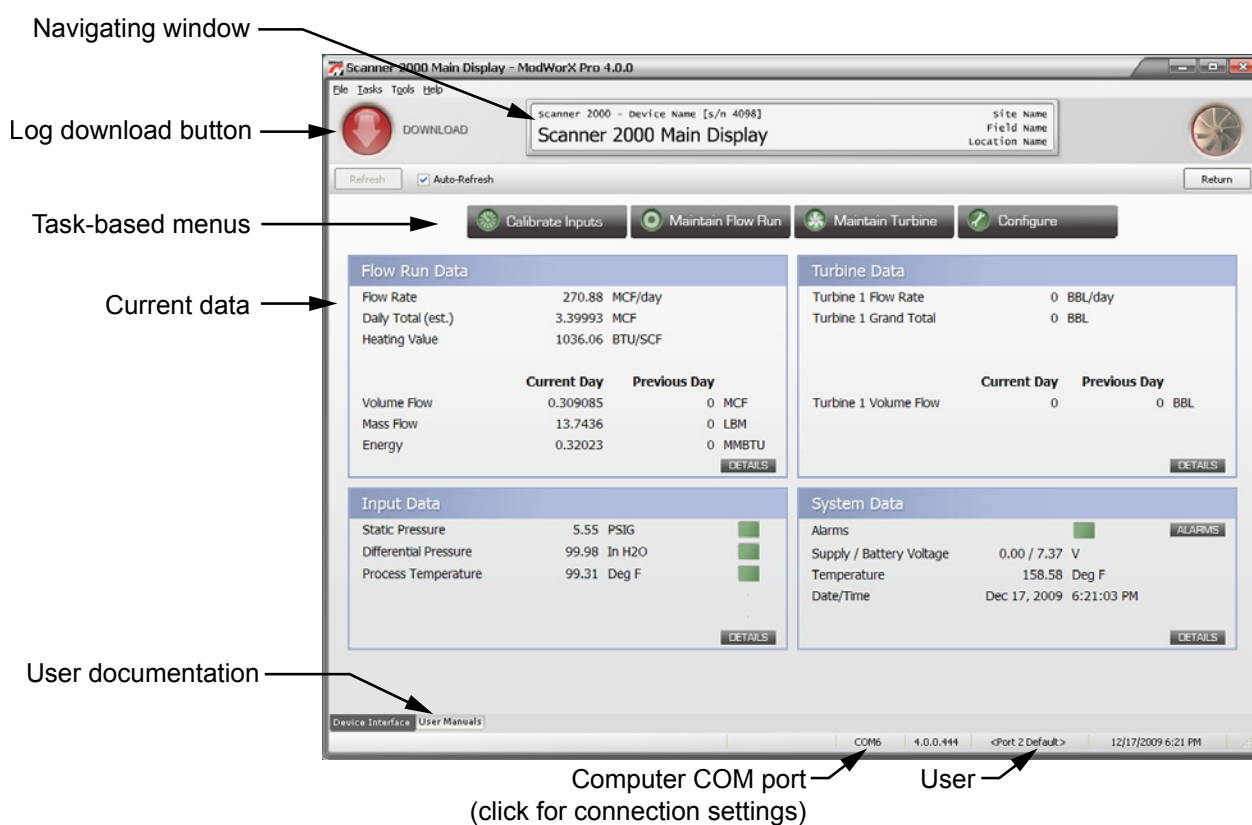 Navigating window
Scanner 2000 Main Display - ModWorX Pro 4.0.0
File Tasks Tools Help
Log download button
DOWNLOAD
Scanner 2000 - Device Name [s/n 4098]
Scanner 2000 Main Display
Site Name
Field Name
Location Name
Refresh Auto-Refresh Return
Task-based menus
Calibrate Inputs Maintain Flow Run Maintain Turbine Configure
Current data
Flow Run Data
Flow Rate 270.88 MCF/day
Daily Total (est.) 3.39993 MCF
Heating Value 1036.06 BTU/SCF
Current Day Previous Day
Volume Flow 0.309085 0 MCF
Mass Flow 13.7436 0 LBM
Energy 0.32023 0 MMBTU
DETAILS
Turbine Data
Turbine 1 Flow Rate 0 BBL/day
Turbine 1 Grand Total 0 BBL
Current Day Previous Day
Turbine 1 Volume Flow 0 0 BBL
DETAILS
Input Data
Static Pressure 5.55 PSIG
Differential Pressure 99.98 In H2O
Process Temperature 99.31 Deg F
DETAILS
System Data
Alarms ALARMS
Supply / Battery Voltage 0.00 / 7.37 V
Temperature 158.58 Deg F
Date/Time Dec 17, 2009 6:21:03 PM
DETAILS
User documentation
Device Interface User Manuals
COM6 4.0.0.444 <Port 2 Default> 12/17/2009 6:21 PM
Computer COM port
(click for connection settings)
User